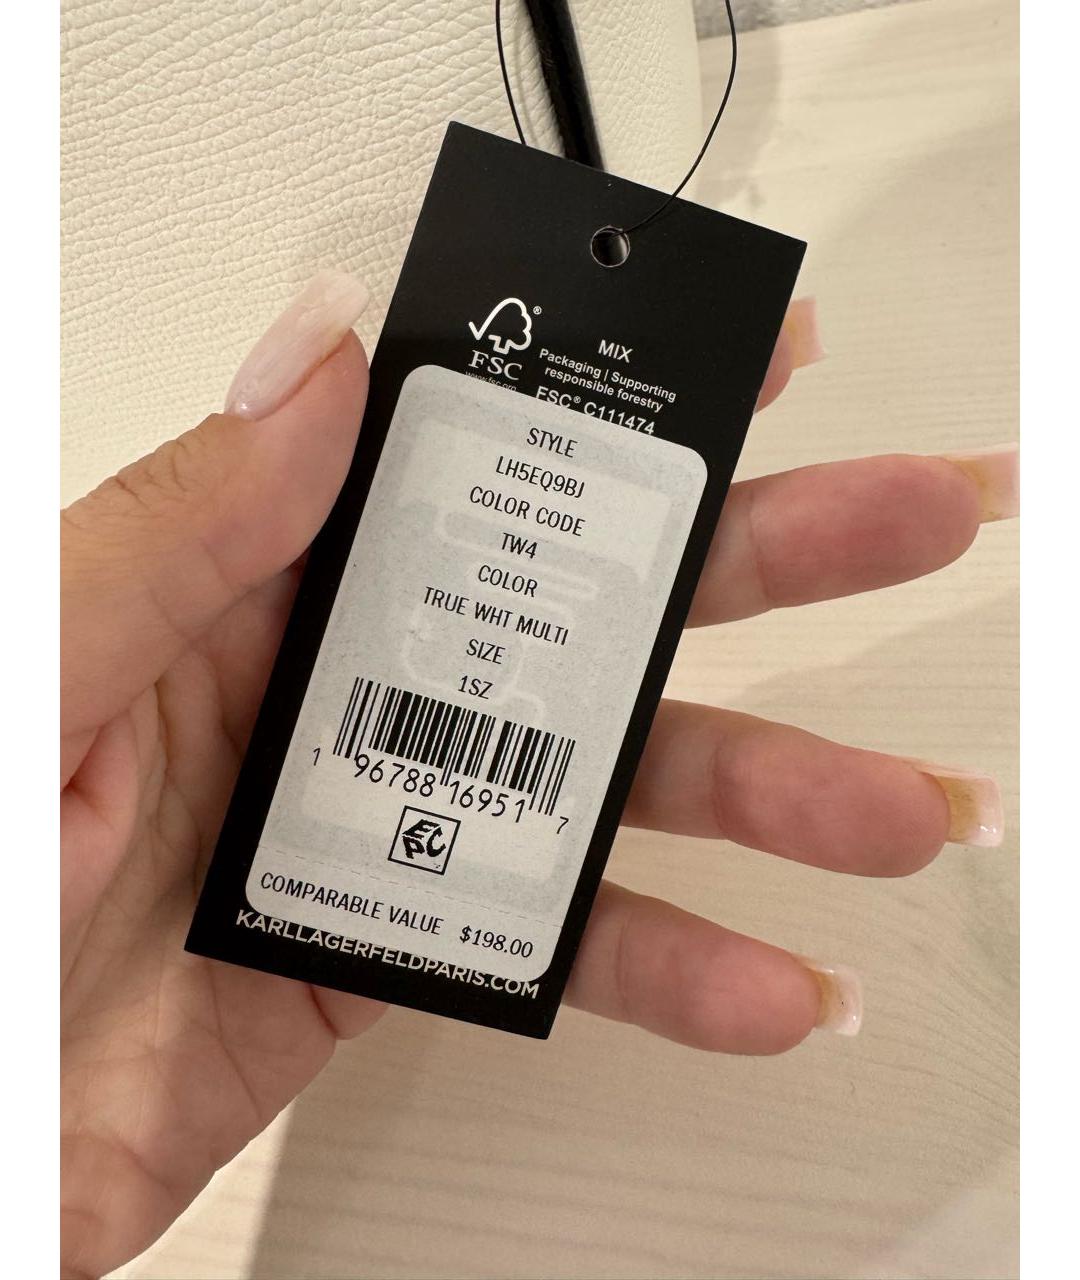 FSC®
www.fsc.org
MIX
Packaging | Supporting
responsible forestry
FSC® C111474
STYLE
LH5EQ9BJ
COLOR CODE
TW4
COLOR
TRUE WHT MULTI
SIZE
1SZ
1 96788 16951 7
EPC
COMPARABLE VALUE $198.00
KARLLAGERFELDPARIS.COM